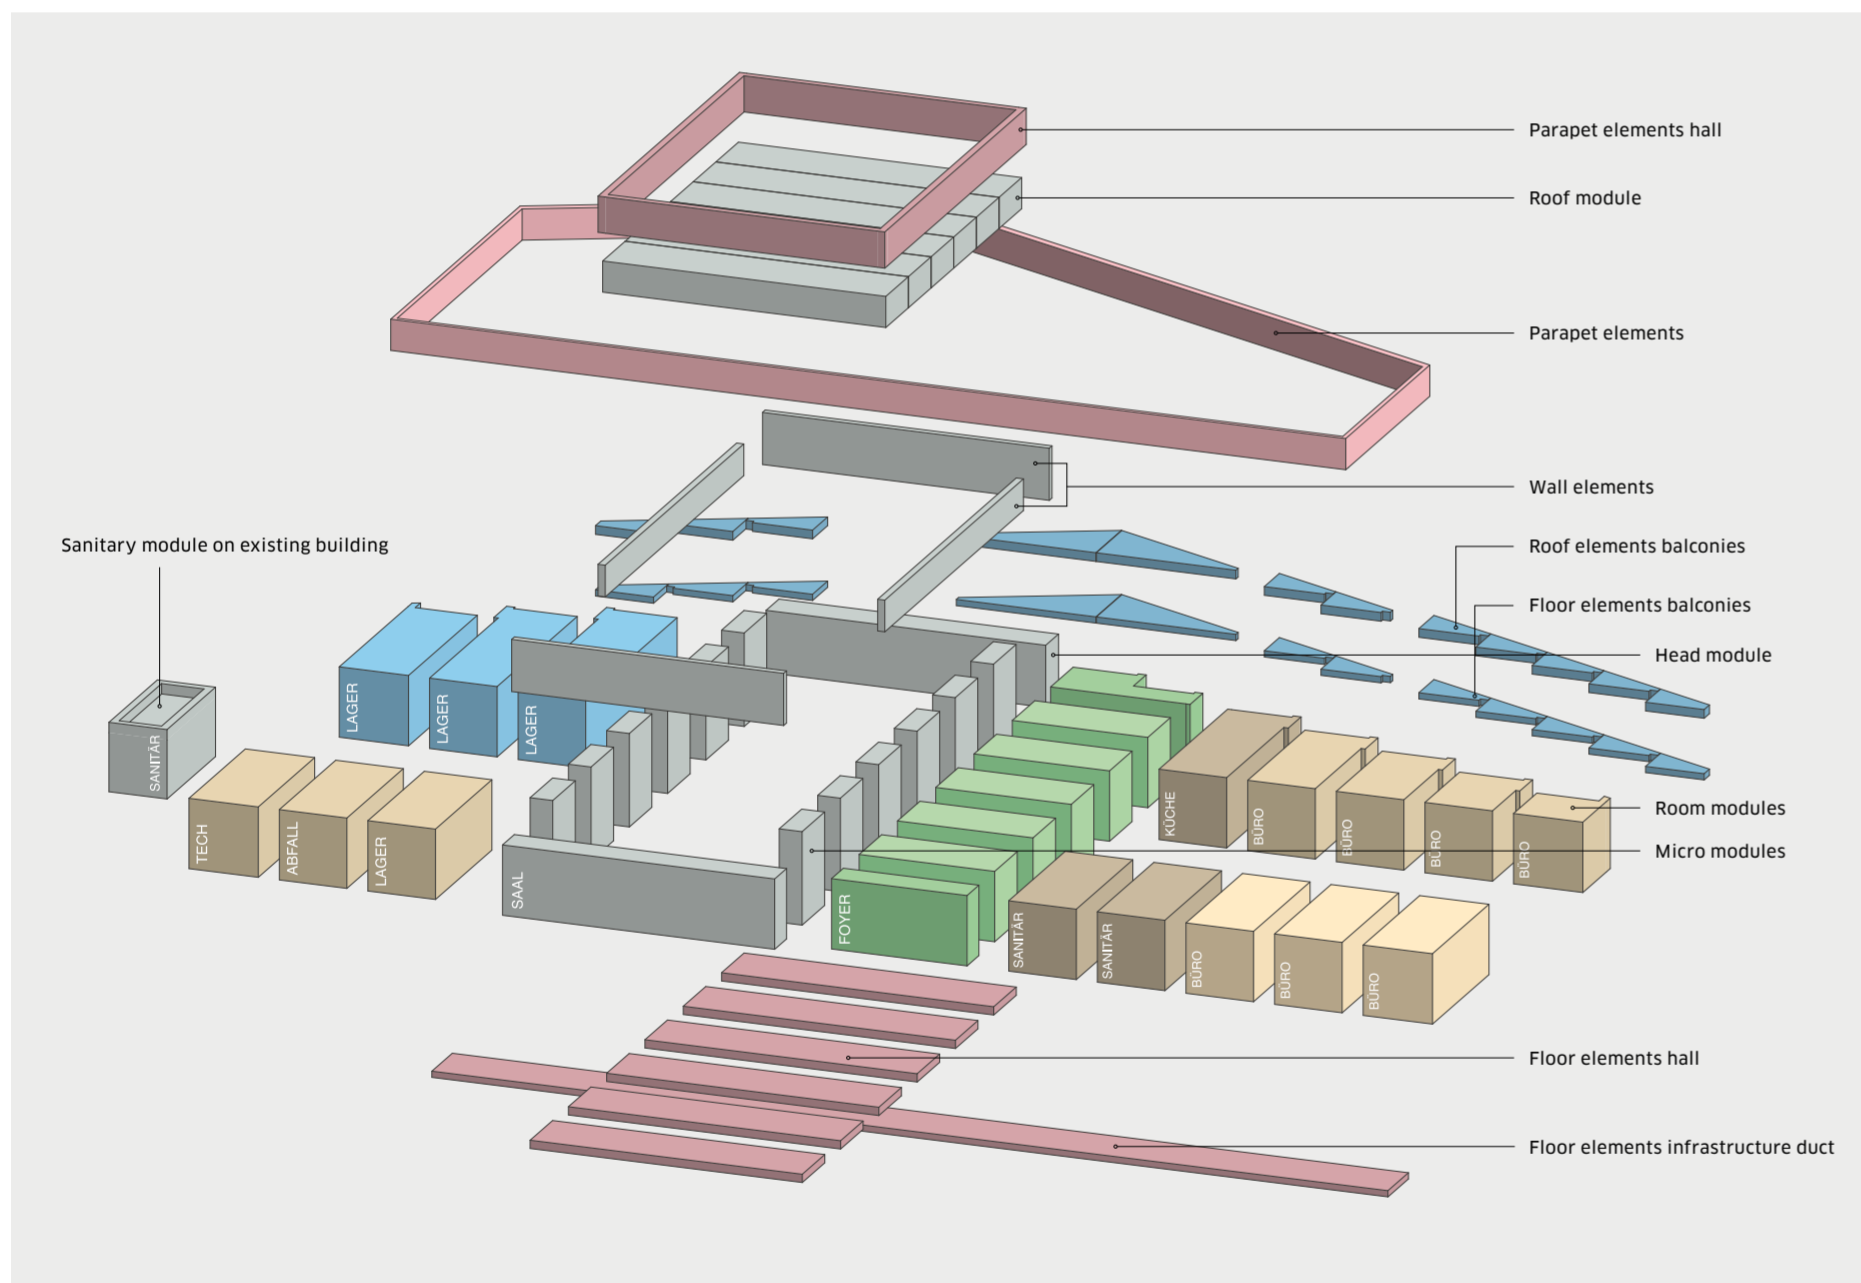 Parapet elements hall
Roof module
Parapet elements
Wall elements
Sanitary module on existing building
Roof elements balconies
Floor elements balconies
Head module
Room modules
Micro modules
Floor elements hall
Floor elements infrastructure duct
LAGER
LAGER
LAGER
SANITÄR
TECH
ABFALL
LAGER
SAAL
FOYER
KÜCHE
BÜRO
BÜRO
BÜRO
BÜRO
SANITÄR
SANITÄR
BÜRO
BÜRO
BÜRO